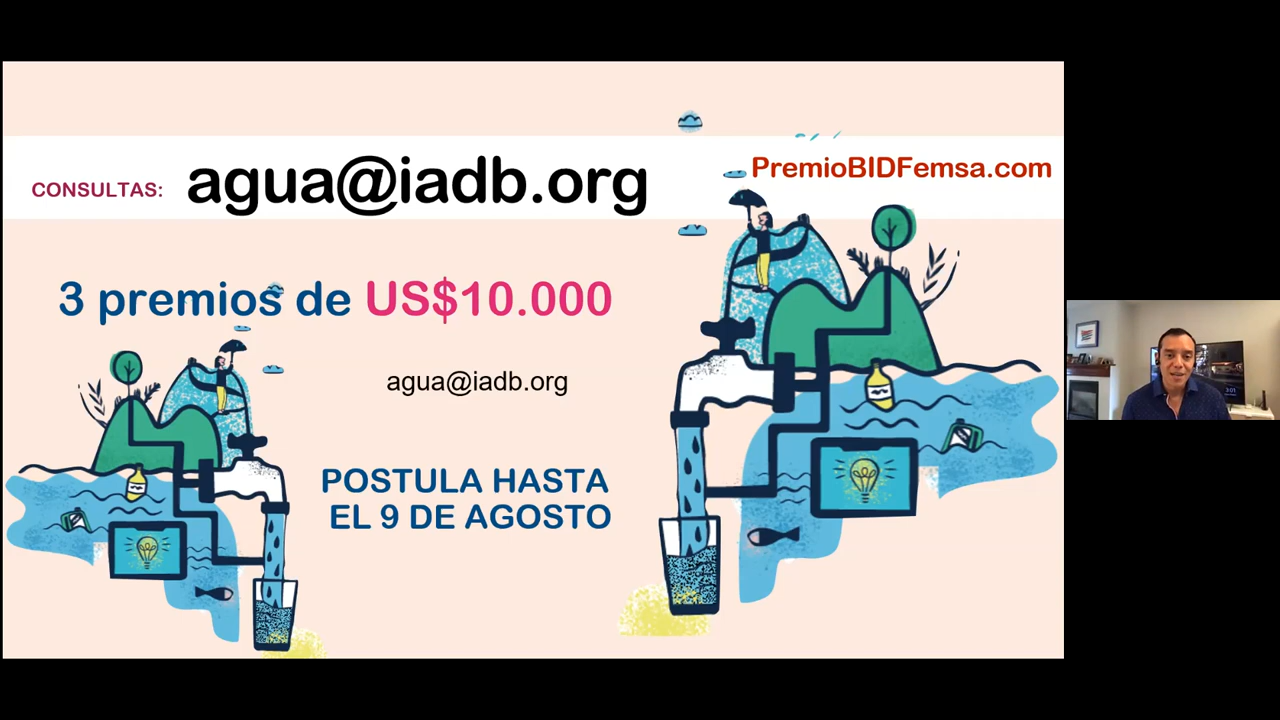 CONSULTAS: agua@iadb.org
PremioBIDFemsa.com
3 premios de US$10.000
agua@iadb.org
POSTULA HASTA
EL 9 DE AGOSTO